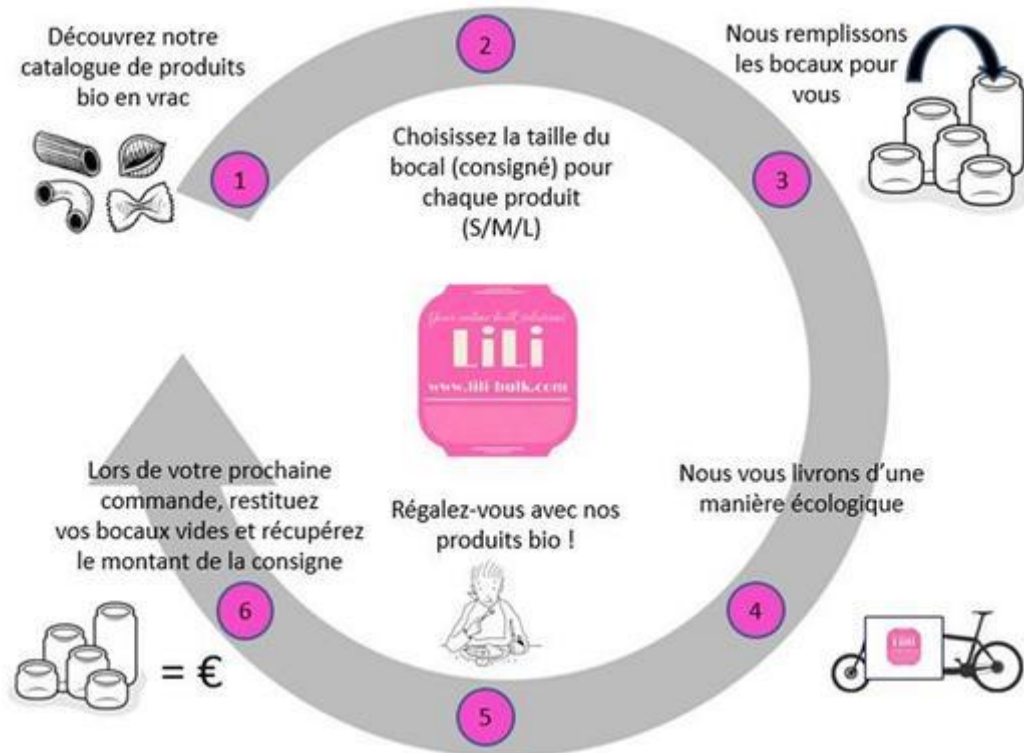 Découvrez notre
catalogue de produits
bio en vrac
1
2
Choisissez la taille du
bocal (consigné) pour
chaque produit
(S/M/L)
Nous remplissons
les bocaux pour
vous
3
LiLi
www.lili-bulk.com
Nous vous livrons d'une
manière écologique
4
LiLi
Régalez-vous avec nos
produits bio !
5
Lors de votre prochaine
commande, restituez
vos bocaux vides et récupérez
le montant de la consigne
6
= €